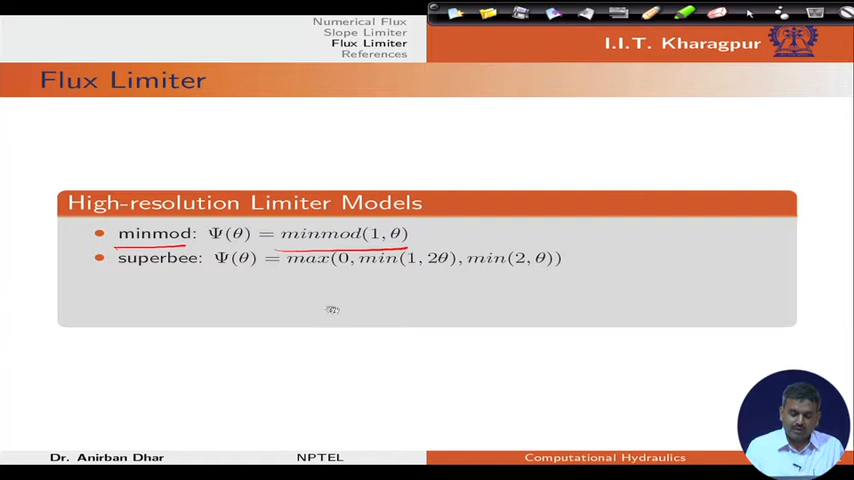 Numerical Flux
Slope Limiter
Flux Limiter
References
I.I.T. Kharagpur
Flux Limiter
High-resolution Limiter Models
• minmod: Ψ(θ) = minmod(1, θ)
• superbee: Ψ(θ) = max(0, min(1, 2θ), min(2, θ))
Dr. Anirban Dhar NPTEL Computational Hydraulics